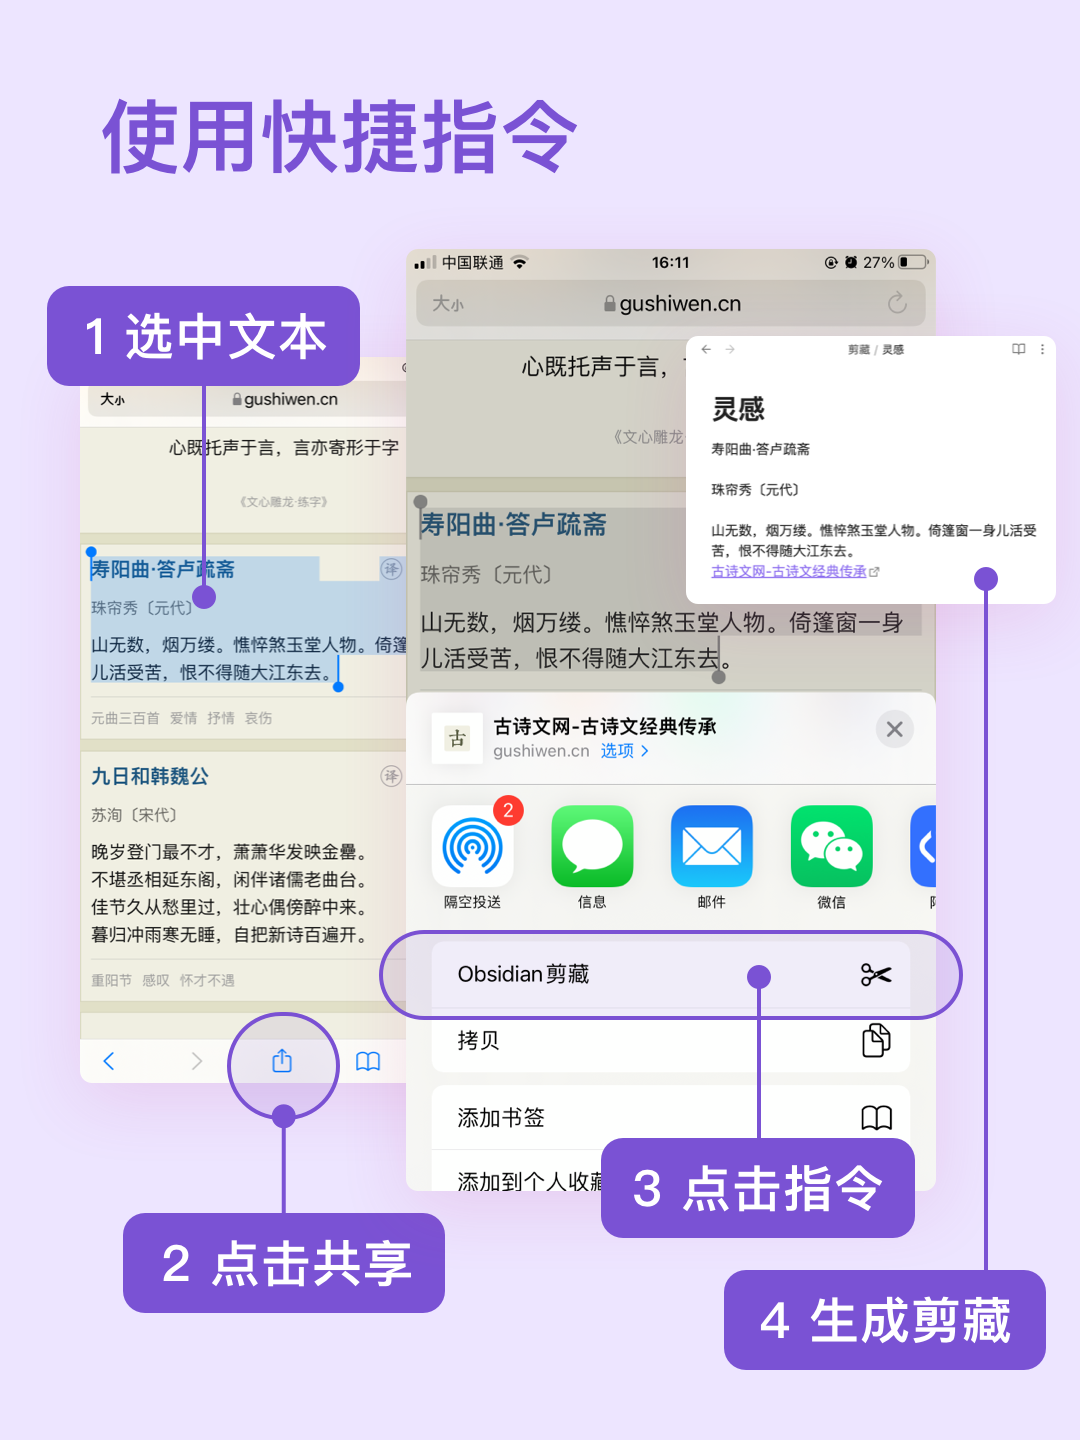 使用快捷指令
1 选中文本
大小
gushiwen.cn
心既托声于言，言亦寄形于字
《文心雕龙·练字》
寿阳曲·答卢疏斋
译
珠帘秀〔元代〕
山无数，烟万缕。憔悴煞玉堂人物。倚篷
儿活受苦，恨不得随大江东去。
元曲三百首 爱情 抒情 哀伤
九日和韩魏公
译
苏洵〔宋代〕
晚岁登门最不才，萧萧华发映金罍。
不堪丞相延东阁，闲伴诸儒老曲台。
佳节久从愁里过，壮心偶傍醉中来。
暮归冲雨寒无睡，自把新诗百遍开。
重阳节 感叹 怀才不遇
2 点击共享
中国联通
16:11
27%
大小
gushiwen.cn
心既托声于言，
《文心雕龙
寿阳曲·答卢疏斋
珠帘秀〔元代〕
山无数，烟万缕。憔悴煞玉堂人物。倚篷窗一身
儿活受苦，恨不得随大江东去。
古
古诗文网-古诗文经典传承
gushiwen.cn 选项
2
隔空投送
信息
邮件
微信
Obsidian剪藏
拷贝
添加书签
添加到个人收藏
3 点击指令
剪藏 / 灵感
灵感
寿阳曲·答卢疏斋
珠帘秀〔元代〕
山无数，烟万缕。憔悴煞玉堂人物。倚篷窗一身儿活受
苦，恨不得随大江东去。
古诗文网-古诗文经典传承
4 生成剪藏